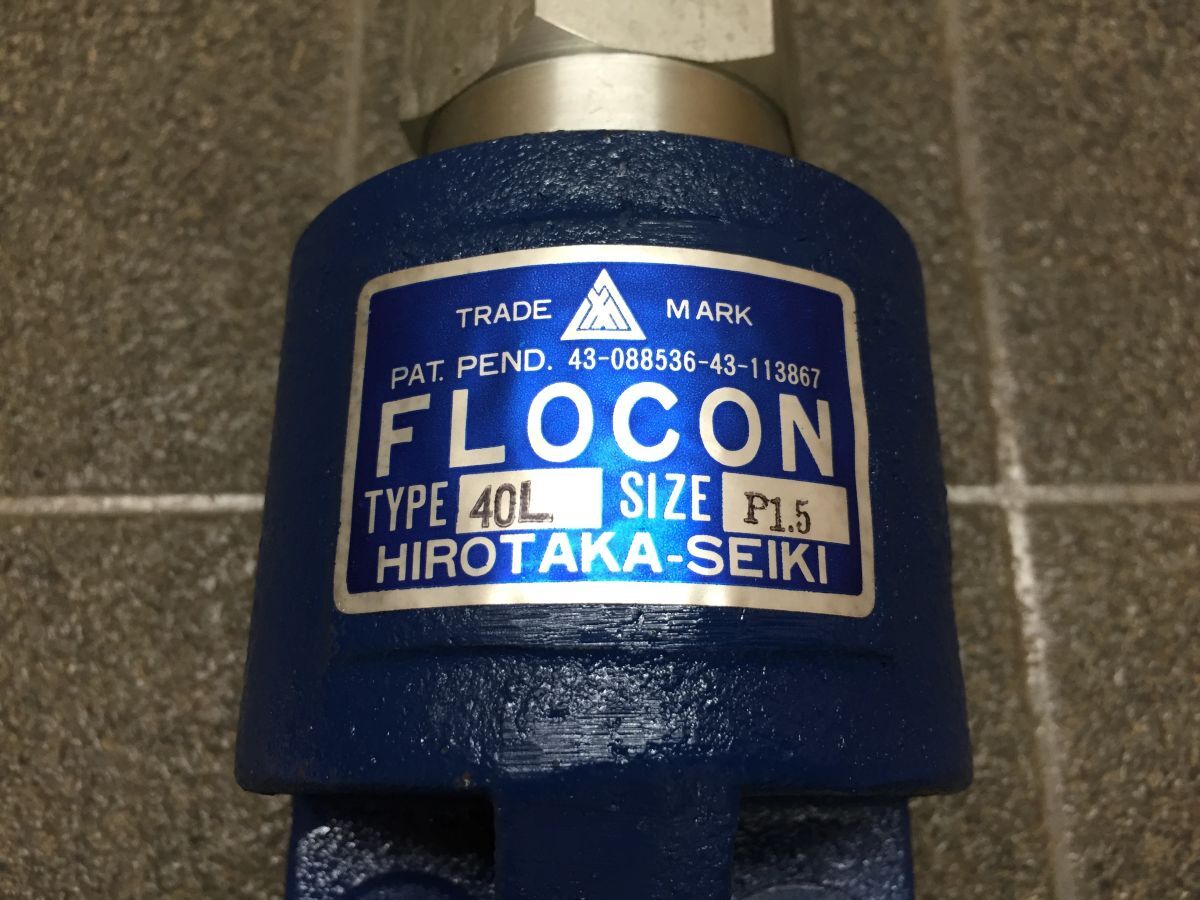 TRADE MARK
PAT. PEND. 43-088536-43-113867
FLOCON
TYPE 40L SIZE P1.5
HIROTAKA-SEIKI